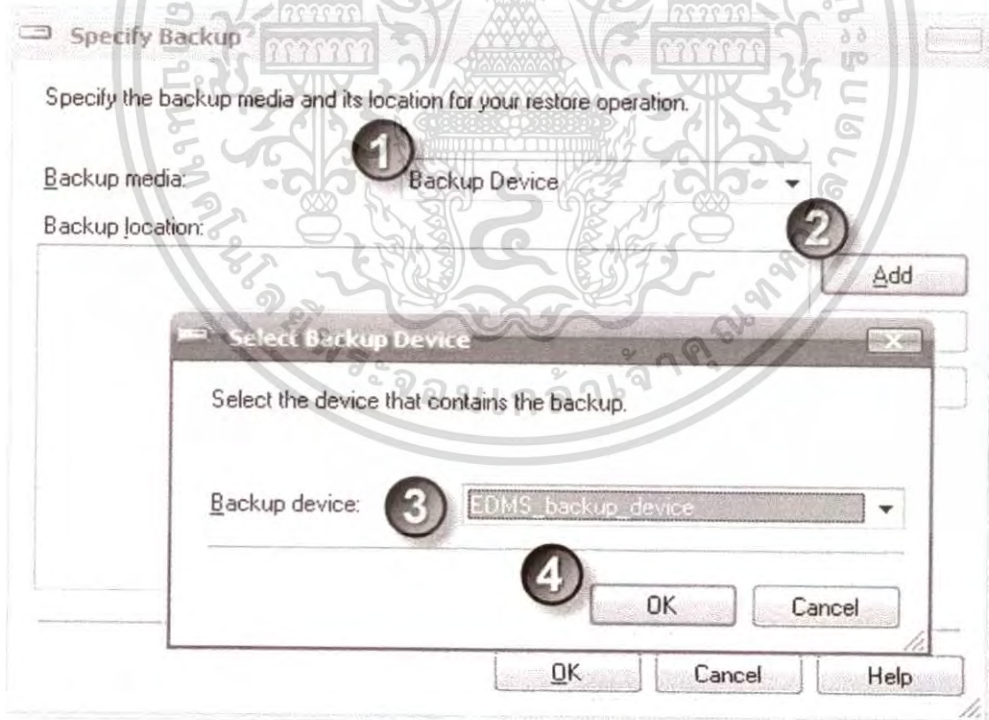 Specify Backup
Specify the backup media and its location for your restore operation.
1
Backup media:
Backup Device
Backup location:
2
Add
Select Backup Device
Select the device that contains the backup.
Backup device:
3
EDMS_backup_device
4
OK
Cancel
OK
Cancel
Help